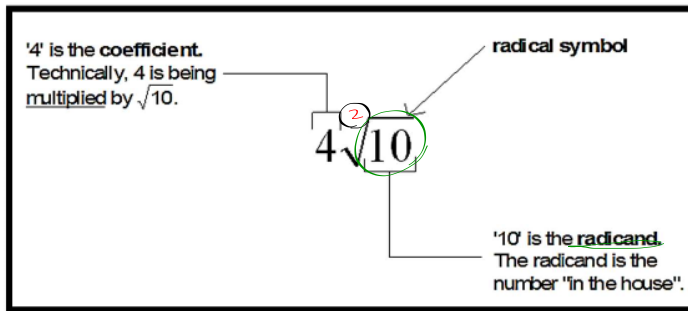 '4' is the coefficient.
Technically, 4 is being
multiplied by √10.
radical symbol
2
4√10
'10' is the radicand.
The radicand is the
number "in the house".